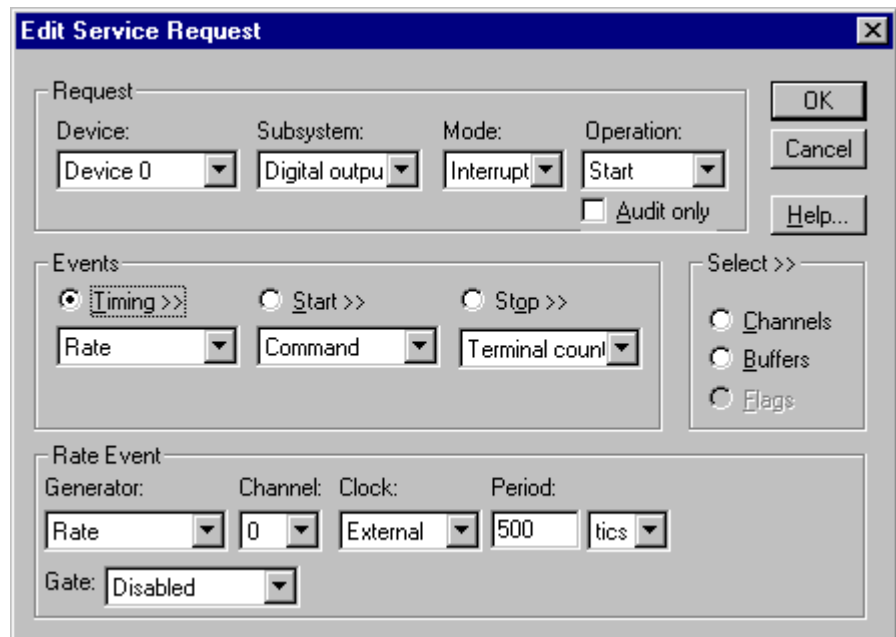 Edit Service Request
Request
OK
Device: Subsystem: Mode: Operation:
Device 0 Digital outpu Interrupt Start
Cancel
Audit only
Help...
Events
Select >>
Timing >> Start >> Stop >>
Rate Command Terminal count
Channels
Buffers
Flags
Rate Event
Generator: Channel: Clock: Period:
Rate 0 External 500 tics
Gate: Disabled